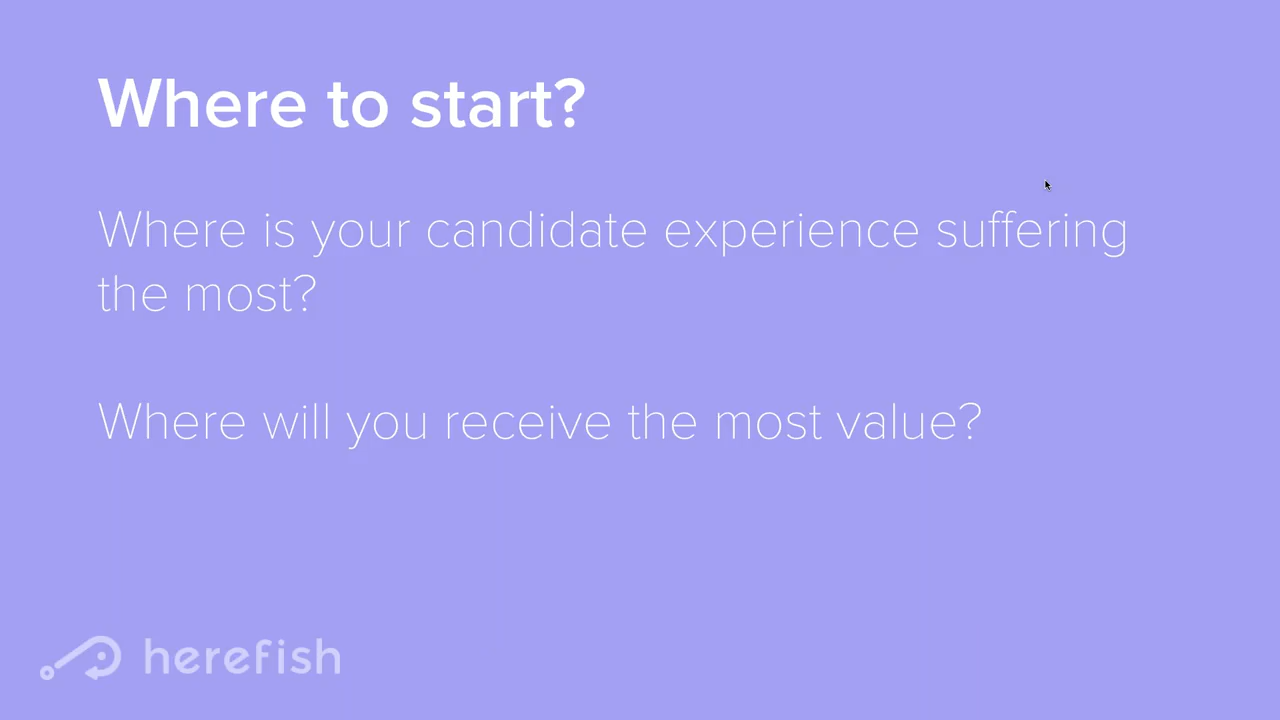 Where to start?
Where is your candidate experience suffering
the most?
Where will you receive the most value?
herefish